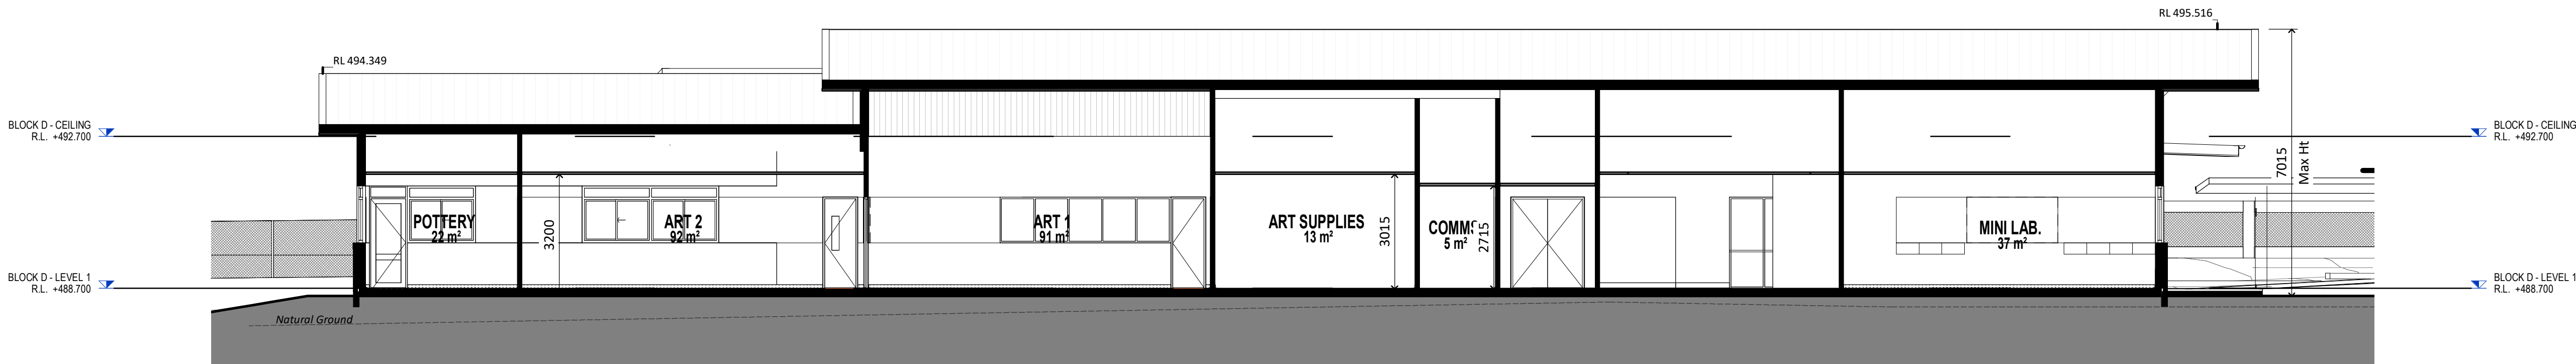 RL 495.516
RL 494.349
BLOCK D - CEILING
R.L. +492.700
BLOCK D - CEILING
R.L. +492.700
7015
Max Ht
POTTERY
22 m²
3200
ART 2
92 m²
ART 1
91 m²
ART SUPPLIES
13 m²
3015
COMMS
5 m²
2715
MINI LAB.
37 m²
BLOCK D - LEVEL 1
R.L. +488.700
BLOCK D - LEVEL 1
R.L. +488.700
Natural Ground